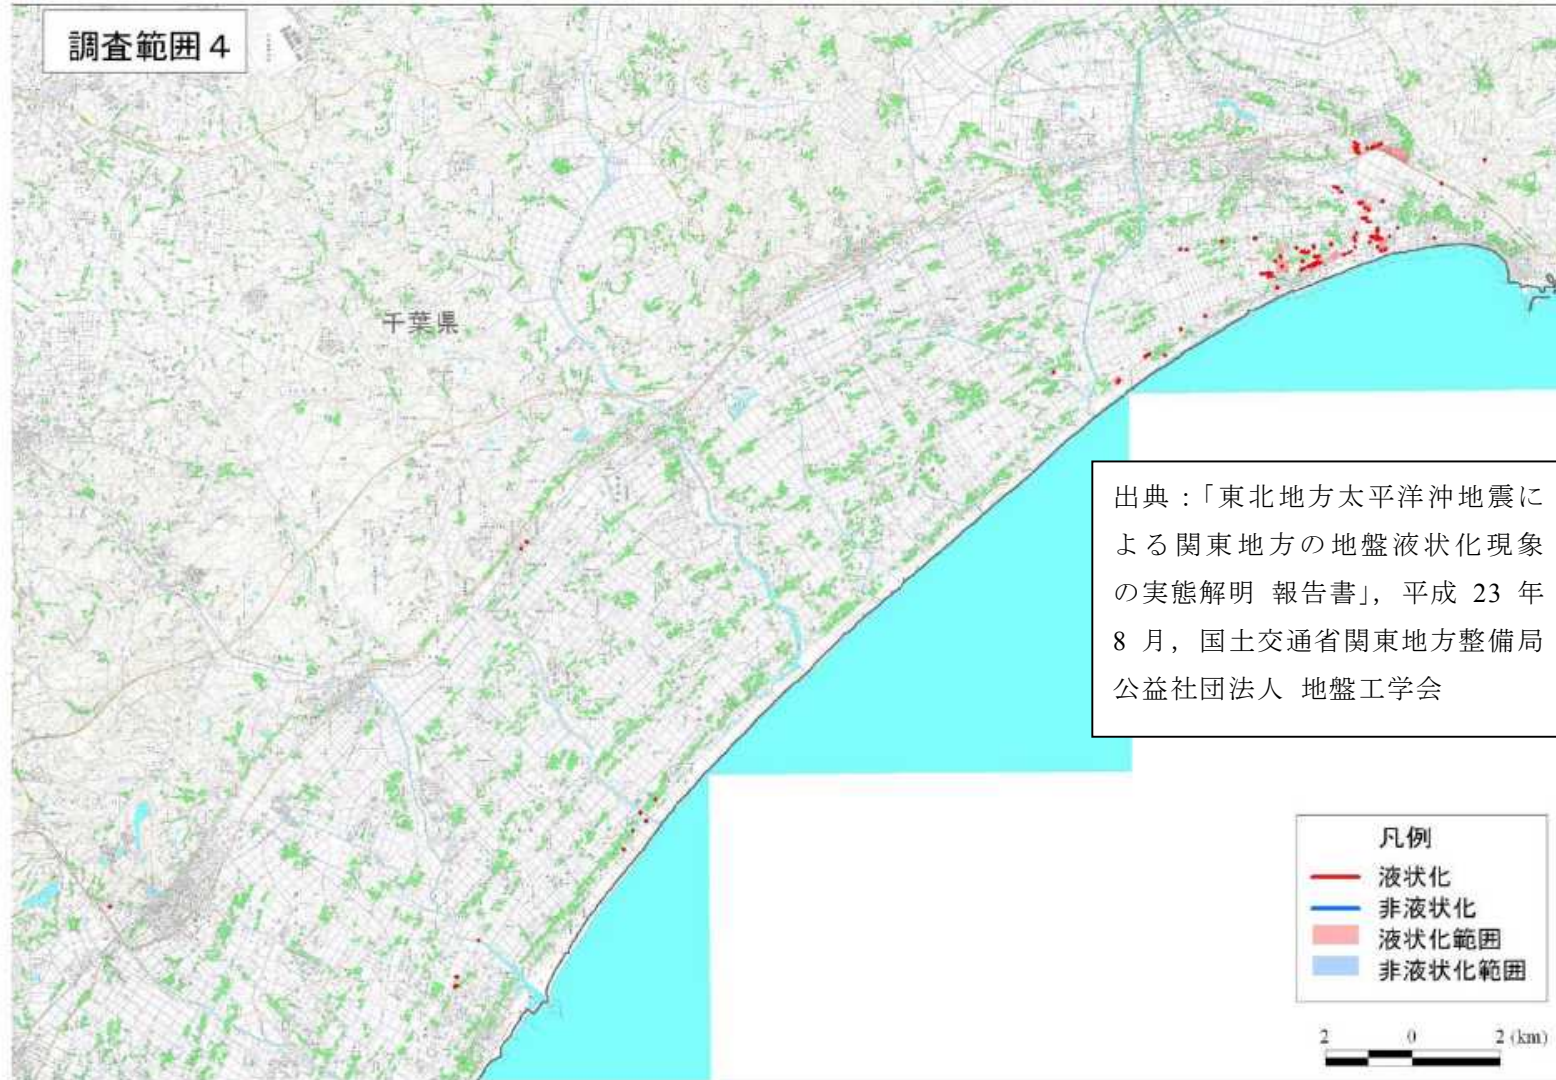 調査範囲４
千葉県
出典：「東北地方太平洋沖地震に
よる関東地方の地盤液状化現象
の実態解明 報告書」，平成 23 年
8 月，国土交通省関東地方整備局
公益社団法人 地盤工学会
凡例
液状化
非液状化
液状化範囲
非液状化範囲
2 0 2 (km)